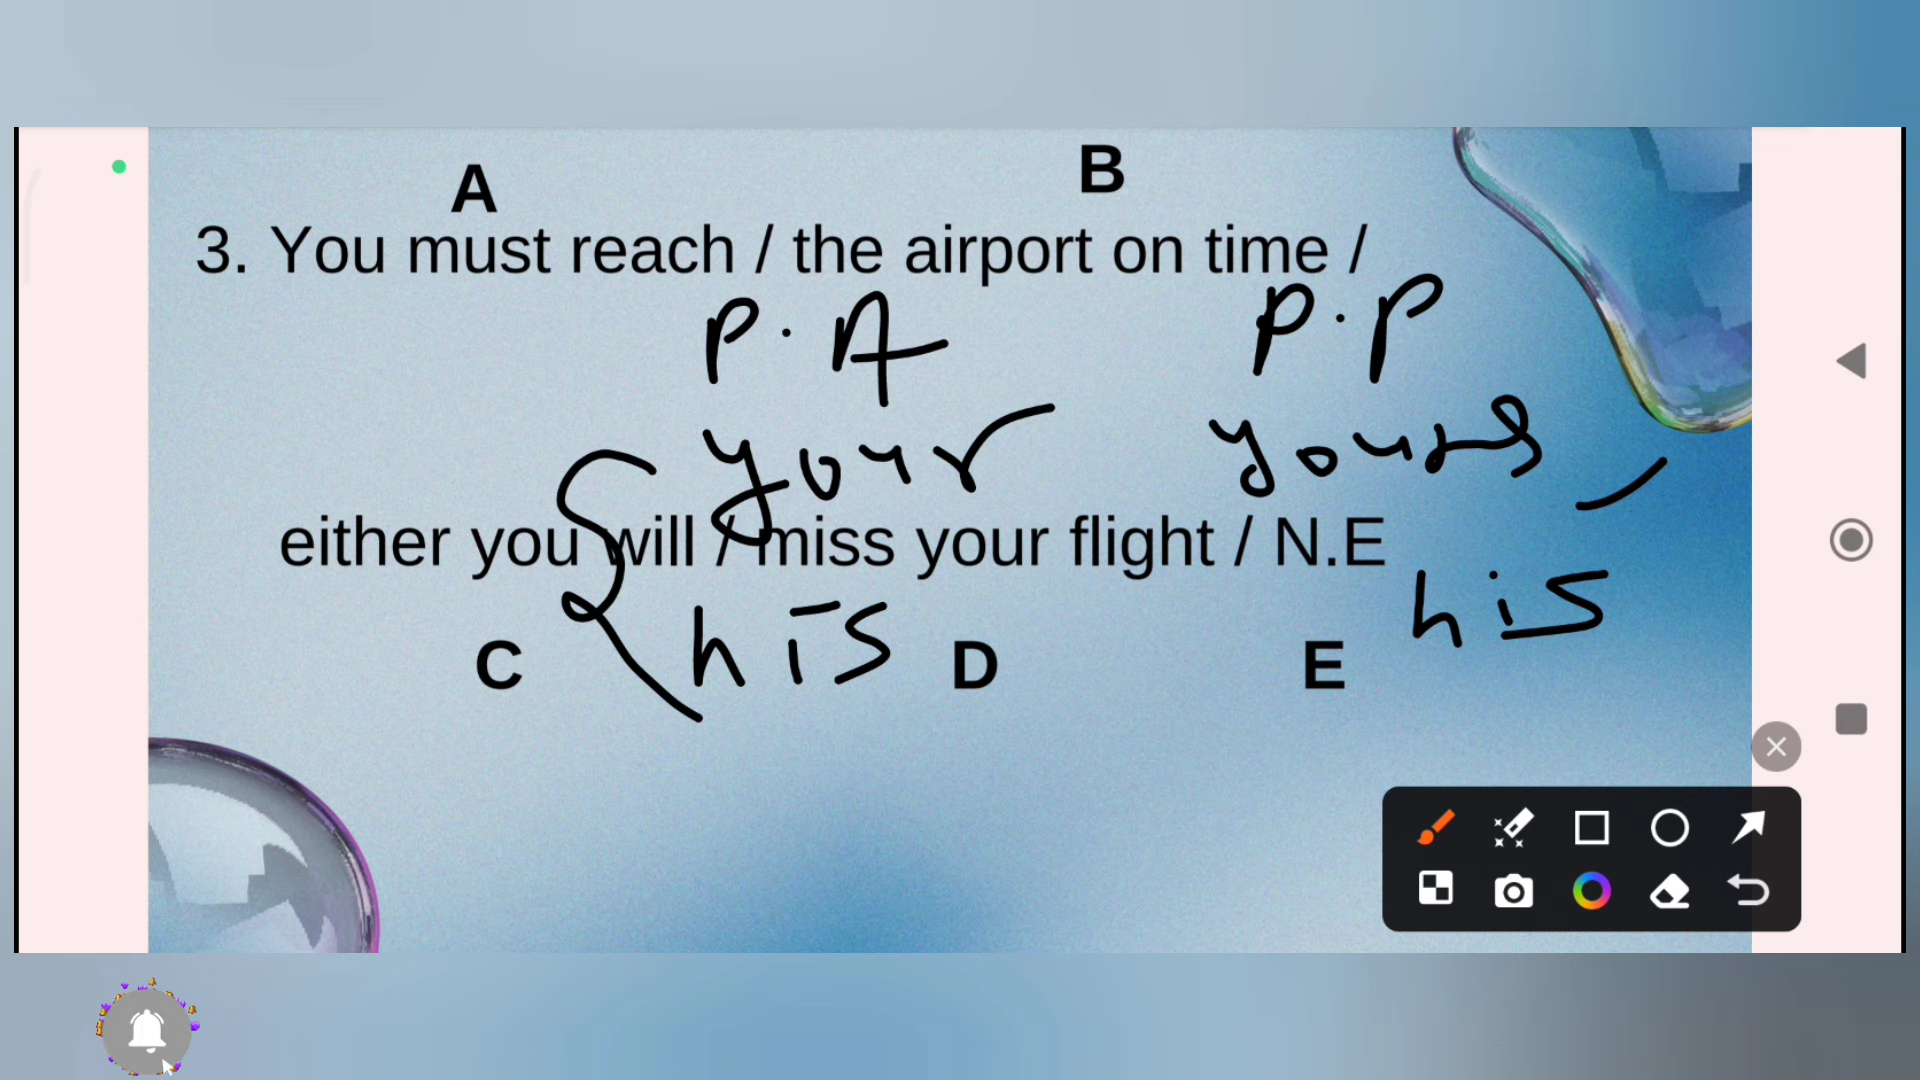 A B
3. You must reach / the airport on time /
P.A P.P
your yours,
either you will / miss your flight / N.E
his his
C D E